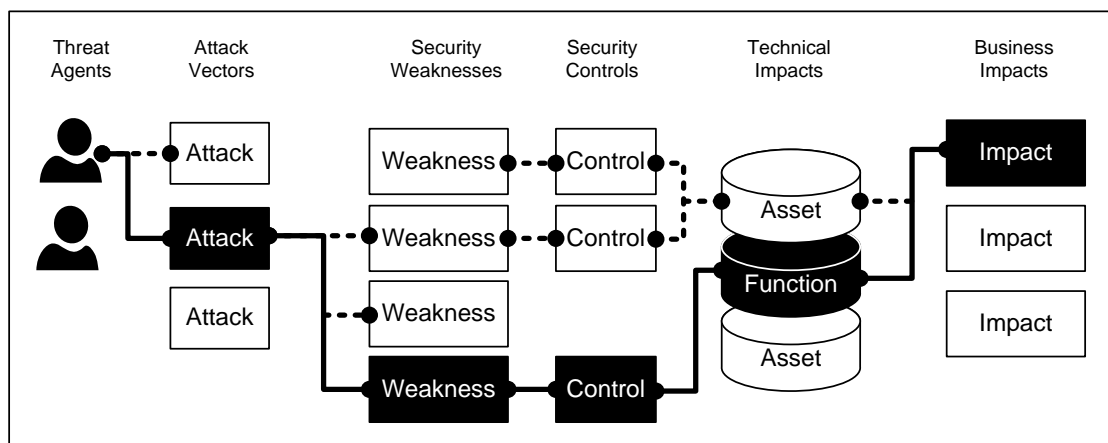 Threat
Agents
Attack
Vectors
Security
Weaknesses
Security
Controls
Technical
Impacts
Business
Impacts
Attack
Attack
Attack
Weakness
Weakness
Weakness
Weakness
Control
Control
Control
Asset
Function
Asset
Impact
Impact
Impact